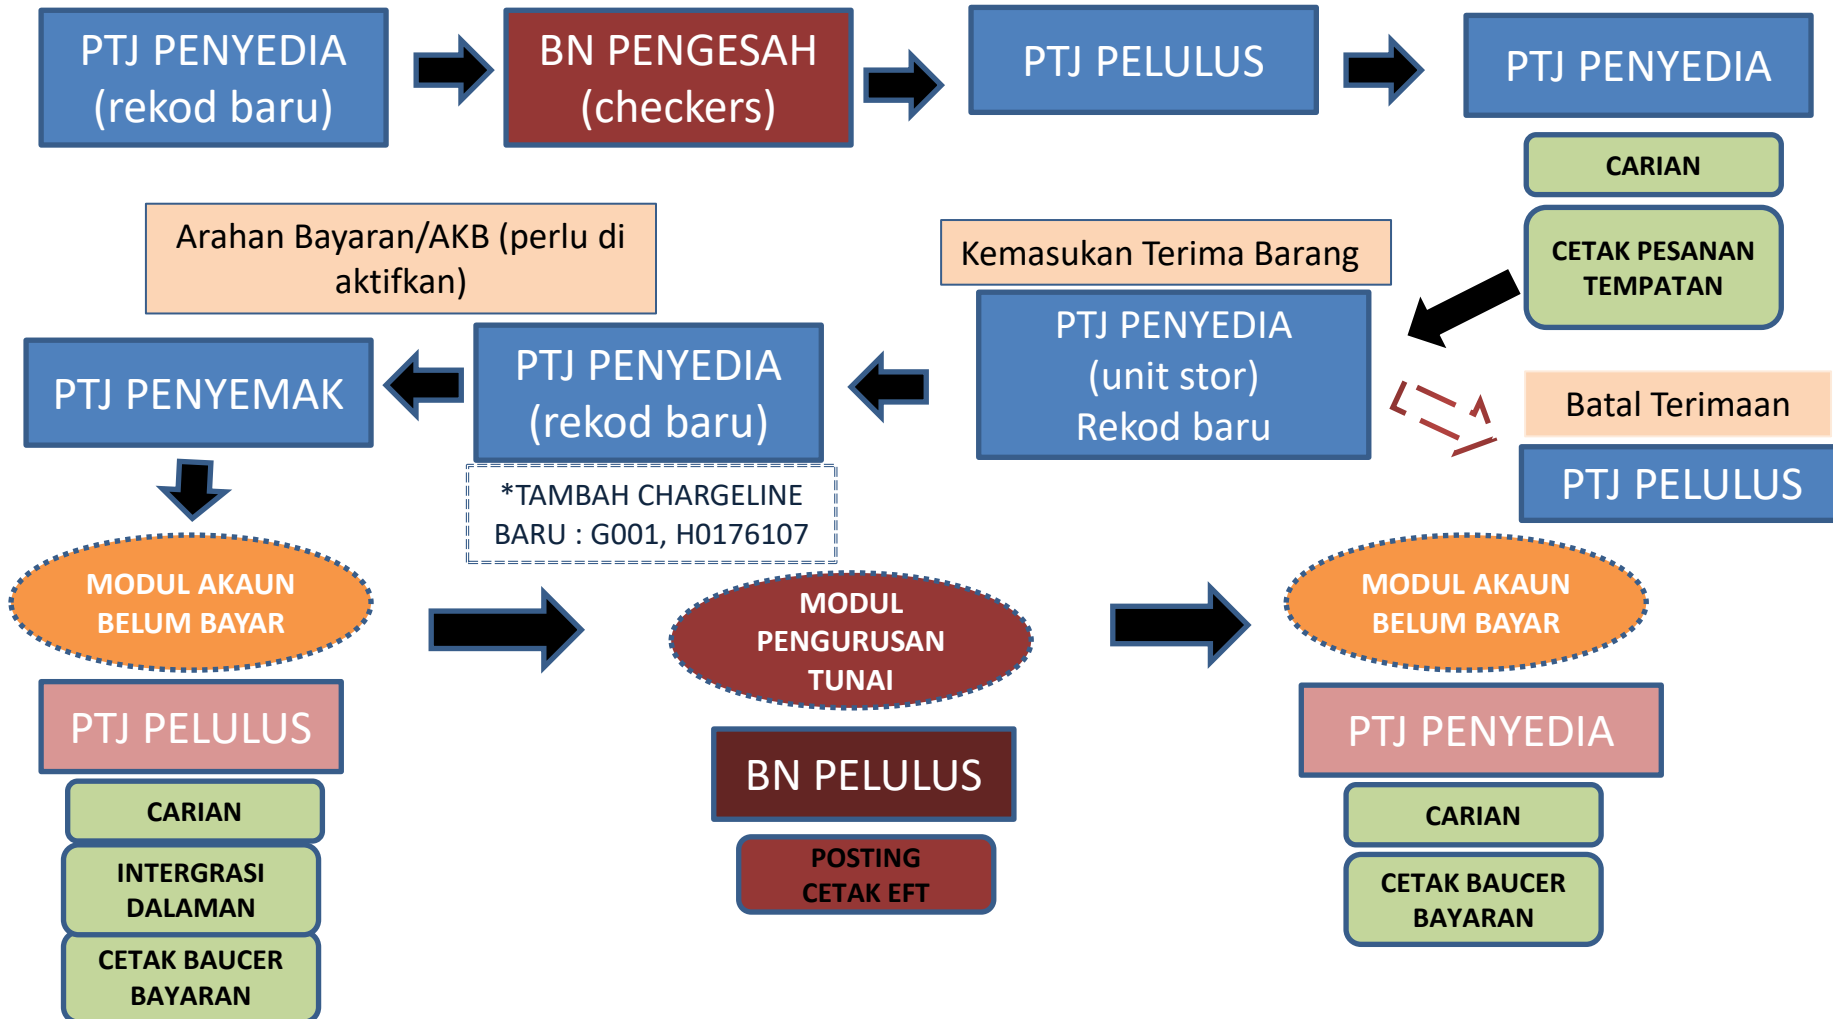 PTJ PENYEDIA
(rekod baru)
BN PENGESAH
(checkers)
PTJ PELULUS
PTJ PENYEDIA
CARIAN
CETAK PESANAN
TEMPATAN
Arahan Bayaran/AKB (perlu di
aktifkan)
Kemasukan Terima Barang
PTJ PENYEDIA
(unit stor)
Rekod baru
Batal Terimaan
PTJ PELULUS
PTJ PENYEDIA
(rekod baru)
*TAMBAH CHARGELINE
BARU : G001, H0176107
PTJ PENYEMAK
MODUL AKAUN
BELUM BAYAR
PTJ PELULUS
CARIAN
INTERGRASI
DALAMAN
CETAK BAUCER
BAYARAN
MODUL
PENGURUSAN
TUNAI
BN PELULUS
POSTING
CETAK EFT
MODUL AKAUN
BELUM BAYAR
PTJ PENYEDIA
CARIAN
CETAK BAUCER
BAYARAN